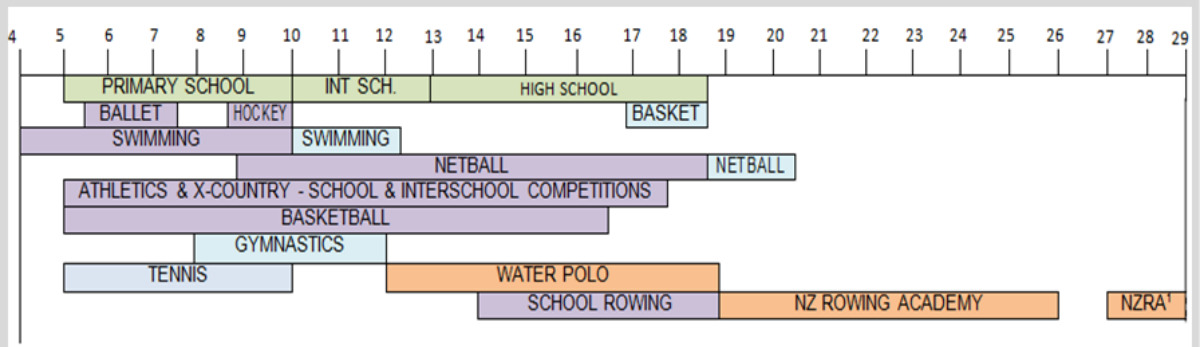 4 5 6 7 8 9 10 11 12 13 14 15 16 17 18 19 20 21 22 23 24 25 26 27 28 29
PRIMARY SCHOOL INT SCH. HIGH SCHOOL
BALLET HOCKEY BASKET
SWIMMING SWIMMING
NETBALL NETBALL
ATHLETICS & X-COUNTRY - SCHOOL & INTERSCHOOL COMPETITIONS
BASKETBALL
GYMNASTICS
TENNIS WATER POLO
SCHOOL ROWING NZ ROWING ACADEMY NZRA¹